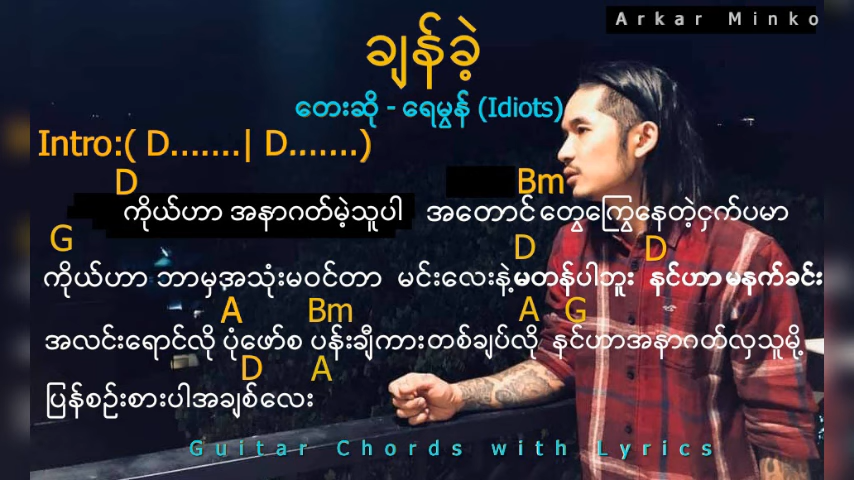 Arkar Minko
ချန်ခဲ့
တေးဆို - ရေမွန် (Idiots)
Intro:( D.......| D.......)
D Bm
ကိုယ်ဟာ အနာဂတ်မဲ့သူပါ အတောင် တွေကြွေနေတဲ့ငှက်ပမာ
G D D
ကိုယ်ဟာ ဘာမှအသုံးမဝင်တာ မင်းလေးနဲ့မတန်ပါဘူး နင်ဟာမနက်ခင်း
A Bm A G
အလင်းရောင်လို ပုံဖော်စ ပန်းချီကားတစ်ချပ်လို နင်ဟာအနာဂတ်လှသူမို့
D A
ပြန်စဉ်းစားပါအချစ်လေး
Guitar Chords with Lyrics